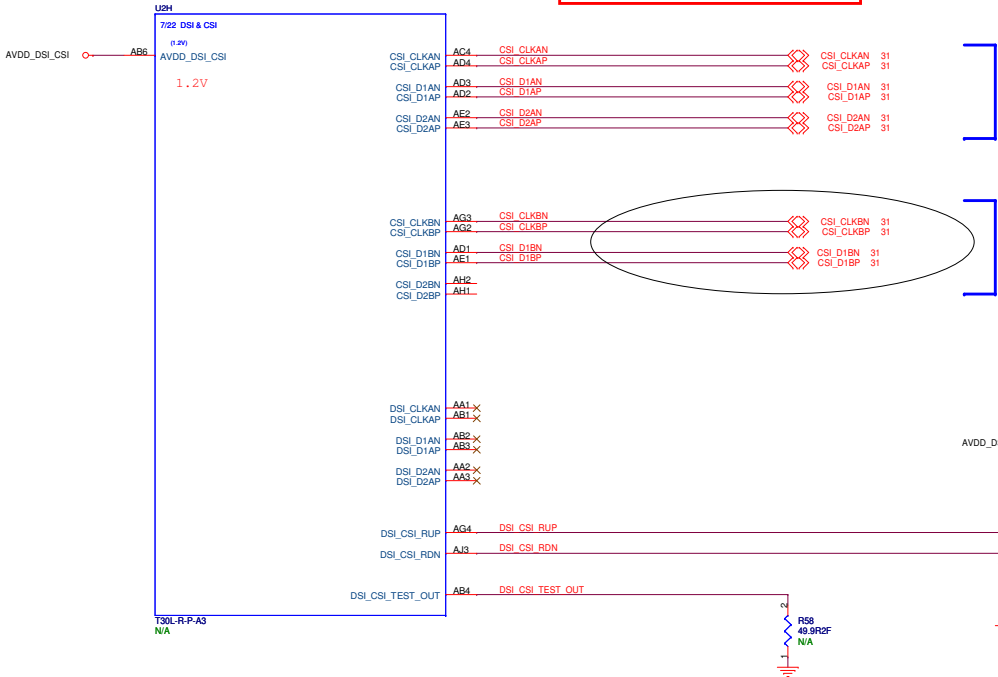 U2H
7/22 DSI & CSI
(1.2V)
AVDD_DSI_CSI AB6 AVDD_DSI_CSI
1.2V
CSI_CLKAN AC4 CSI_CLKAN CSI_CLKAN 31
CSI_CLKAP AD4 CSI_CLKAP CSI_CLKAP 31
CSI_D1AN AD3 CSI_D1AN CSI_D1AN 31
CSI_D1AP AD2 CSI_D1AP CSI_D1AP 31
CSI_D2AN AE2 CSI_D2AN CSI_D2AN 31
CSI_D2AP AE3 CSI_D2AP CSI_D2AP 31
CSI_CLKBN AG3 CSI_CLKBN CSI_CLKBN 31
CSI_CLKBP AG2 CSI_CLKBP CSI_CLKBP 31
CSI_D1BN AD1 CSI_D1BN CSI_D1BN 31
CSI_D1BP AE1 CSI_D1BP CSI_D1BP 31
CSI_D2BN AH2
CSI_D2BP AH1
DSI_CLKAN AA1
DSI_CLKAP AB1
DSI_D1AN AB2
DSI_D1AP AB3
AVDD_D
DSI_D2AN AA2
DSI_D2AP AA3
DSI_CSI_RUP AG4 DSI_CSI_RUP
DSI_CSI_RDN AJ3 DSI_CSI_RDN
DSI_CSI_TEST_OUT AB4 DSI_CSI_TEST_OUT
2
T30L-R-P-A3 R58
N/A 49.9R2F
N/A
1